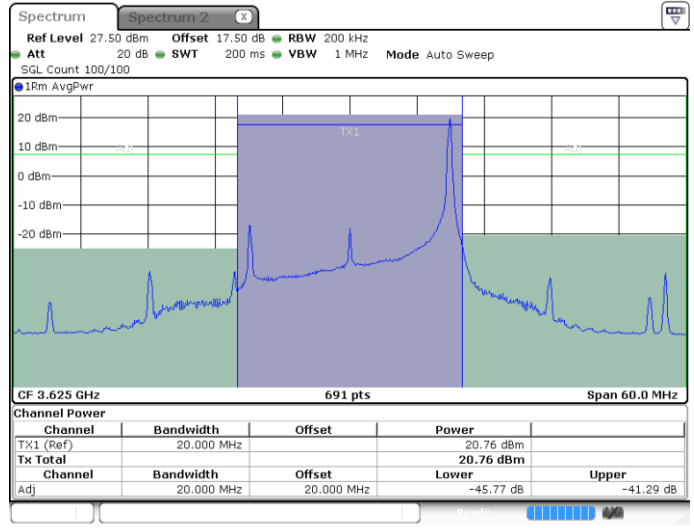 Spectrum Spectrum 2 X
Ref Level 27.50 dBm Offset 17.50 dB RBW 200 kHz
Att 20 dB SWT 200 ms VBW 1 MHz Mode Auto Sweep
SGL Count 100/100
1Rm AvgPwr
20 dBm
TX1
10 dBm
Adj Adj
0 dBm
-10 dBm
-20 dBm
CF 3.625 GHz 691 pts Span 60.0 MHz
Channel Power
Channel Bandwidth Offset Power
TX1 (Ref) 20.000 MHz 20.76 dBm
Tx Total 20.76 dBm
Channel Bandwidth Offset Lower Upper
Adj 20.000 MHz 20.000 MHz -45.77 dB -41.29 dB
Ready